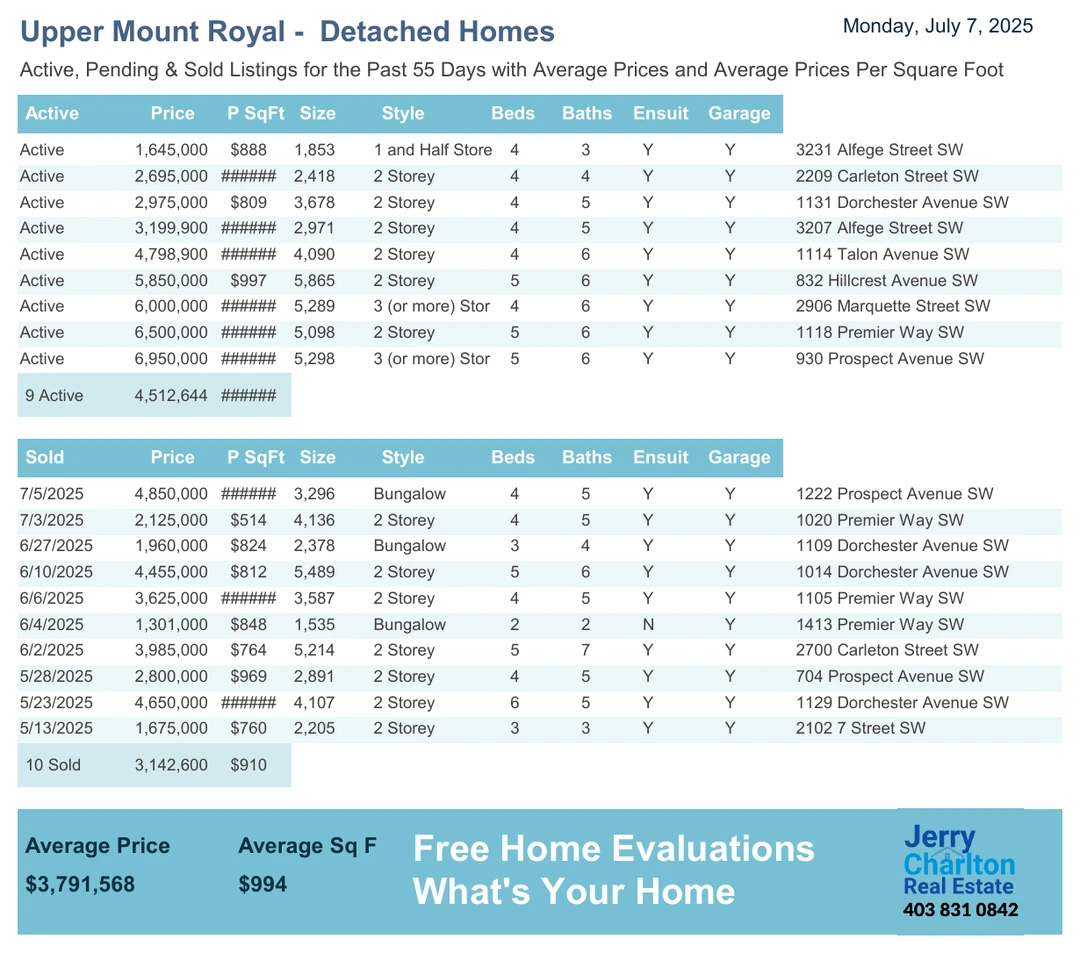 Upper Mount Royal -  Detached Homes
Monday, July 7, 2025
Active, Pending & Sold Listings for the Past 55 Days with Average Prices and Average Prices Per Square Foot
Active Price P SqFt Size Style Beds Baths Ensuit Garage
Active 1,645,000 $888 1,853 1 and Half Store 4 3 Y Y 3231 Alfege Street SW
Active 2,695,000 ###### 2,418 2 Storey 4 4 Y Y 2209 Carleton Street SW
Active 2,975,000 $809 3,678 2 Storey 4 5 Y Y 1131 Dorchester Avenue SW
Active 3,199,900 ###### 2,971 2 Storey 4 5 Y Y 3207 Alfege Street SW
Active 4,798,900 ###### 4,090 2 Storey 4 6 Y Y 1114 Talon Avenue SW
Active 5,850,000 $997 5,865 2 Storey 5 6 Y Y 832 Hillcrest Avenue SW
Active 6,000,000 ###### 5,289 3 (or more) Stor 4 6 Y Y 2906 Marquette Street SW
Active 6,500,000 ###### 5,098 2 Storey 5 6 Y Y 1118 Premier Way SW
Active 6,950,000 ###### 5,298 3 (or more) Stor 5 6 Y Y 930 Prospect Avenue SW
9 Active 4,512,644 ######
Sold Price P SqFt Size Style Beds Baths Ensuit Garage
7/5/2025 4,850,000 ###### 3,296 Bungalow 4 5 Y Y 1222 Prospect Avenue SW
7/3/2025 2,125,000 $514 4,136 2 Storey 4 5 Y Y 1020 Premier Way SW
6/27/2025 1,960,000 $824 2,378 Bungalow 3 4 Y Y 1109 Dorchester Avenue SW
6/10/2025 4,455,000 $812 5,489 2 Storey 5 6 Y Y 1014 Dorchester Avenue SW
6/6/2025 3,625,000 ###### 3,587 2 Storey 4 5 Y Y 1105 Premier Way SW
6/4/2025 1,301,000 $848 1,535 Bungalow 2 2 N Y 1413 Premier Way SW
6/2/2025 3,985,000 $764 5,214 2 Storey 5 7 Y Y 2700 Carleton Street SW
5/28/2025 2,800,000 $969 2,891 2 Storey 4 5 Y Y 704 Prospect Avenue SW
5/23/2025 4,650,000 ###### 4,107 2 Storey 6 5 Y Y 1129 Dorchester Avenue SW
5/13/2025 1,675,000 $760 2,205 2 Storey 3 3 Y Y 2102 7 Street SW
10 Sold 3,142,600 $910
Average Price Average Sq F
$3,791,568 $994
Free Home Evaluations
What's Your Home
Jerry
Charlton
Real Estate
403 831 0842